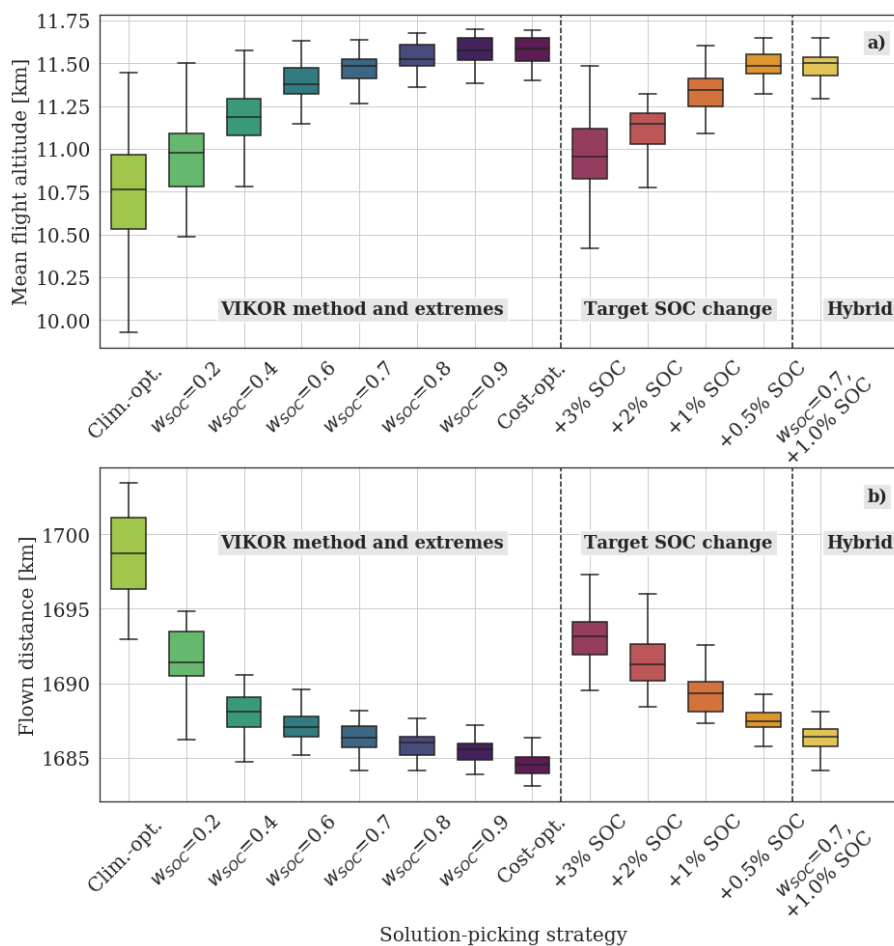 Mean flight altitude [km]
11.75
11.50
11.25
11.00
10.75
10.50
10.25
10.00
a)
VIKOR method and extremes
Target SOC change
Hybrid
Clim.-opt.
wSOC=0.2
wSOC=0.4
wSOC=0.6
wSOC=0.7
wSOC=0.8
wSOC=0.9
Cost-opt.
+3% SOC
+2% SOC
+1% SOC
+0.5% SOC
wSOC=0.7,
+1.0% SOC
Flown distance [km]
1700
1695
1690
1685
b)
VIKOR method and extremes
Target SOC change
Hybrid
Clim.-opt.
wSOC=0.2
wSOC=0.4
wSOC=0.6
wSOC=0.7
wSOC=0.8
wSOC=0.9
Cost-opt.
+3% SOC
+2% SOC
+1% SOC
+0.5% SOC
wSOC=0.7,
+1.0% SOC
Solution-picking strategy